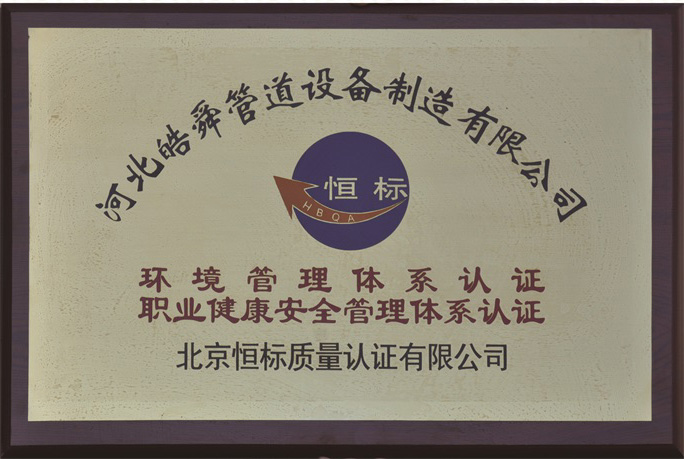 河北皓舜管道设备制造有限公司
恒标
HBQA
环境管理体系认证
职业健康安全管理体系认证
北京恒标质量认证有限公司